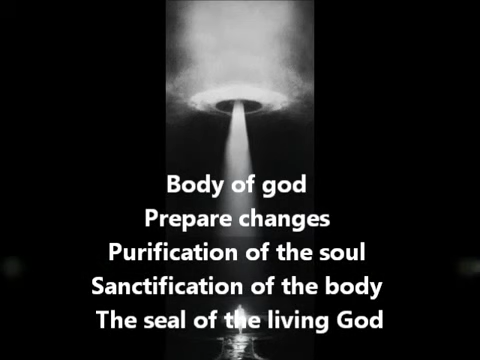 Body of god
Prepare changes
Purification of the soul
Sanctification of the body
The seal of the living God